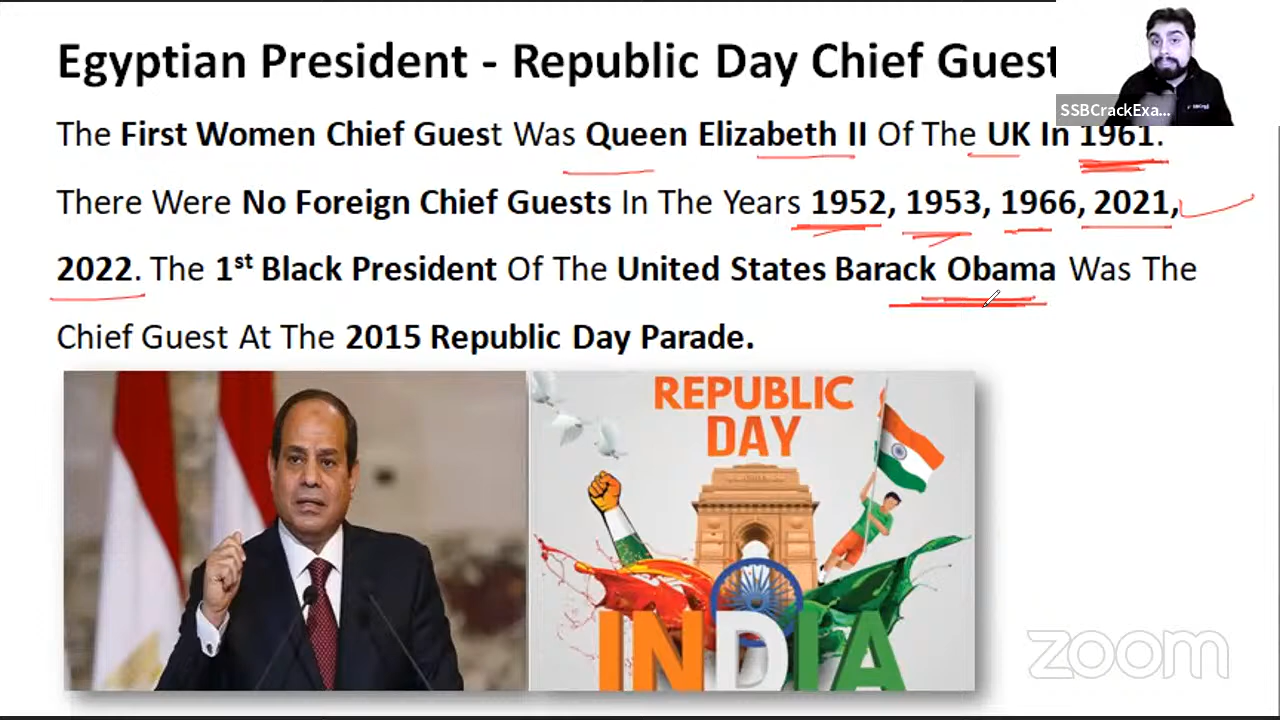 Egyptian President - Republic Day Chief Guest
SSBCrackExa...
The First Women Chief Guest Was Queen Elizabeth II Of The UK In 1961.
There Were No Foreign Chief Guests In The Years 1952, 1953, 1966, 2021,
2022. The 1st Black President Of The United States Barack Obama Was The
Chief Guest At The 2015 Republic Day Parade.
REPUBLIC
DAY
INDIA
zoom